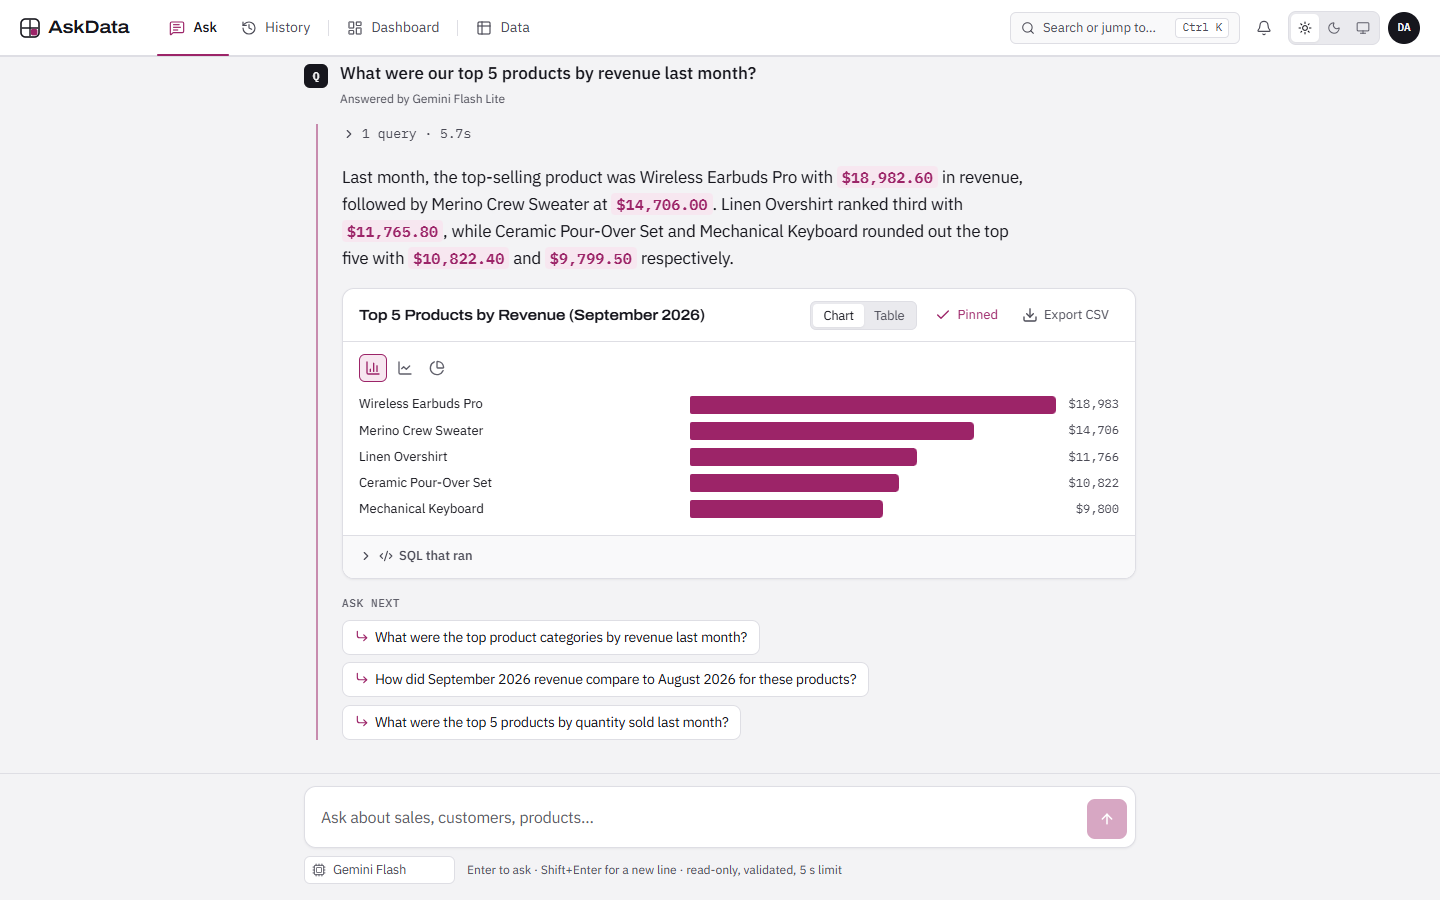 AskData
Ask
History
Dashboard
Data
Search or jump to...
Ctrl K
DA
Q
What were our top 5 products by revenue last month?
Answered by Gemini Flash Lite
1 query · 5.7s
Last month, the top-selling product was Wireless Earbuds Pro with $18,982.60 in revenue,
followed by Merino Crew Sweater at $14,706.00. Linen Overshirt ranked third with
$11,765.80, while Ceramic Pour-Over Set and Mechanical Keyboard rounded out the top
five with $10,822.40 and $9,799.50 respectively.
Top 5 Products by Revenue (September 2026)
Chart
Table
Pinned
Export CSV
Wireless Earbuds Pro $18,983
Merino Crew Sweater $14,706
Linen Overshirt $11,766
Ceramic Pour-Over Set $10,822
Mechanical Keyboard $9,800
</> SQL that ran
ASK NEXT
What were the top product categories by revenue last month?
How did September 2026 revenue compare to August 2026 for these products?
What were the top 5 products by quantity sold last month?
Ask about sales, customers, products...
Gemini Flash
Enter to ask · Shift+Enter for a new line · read-only, validated, 5 s limit